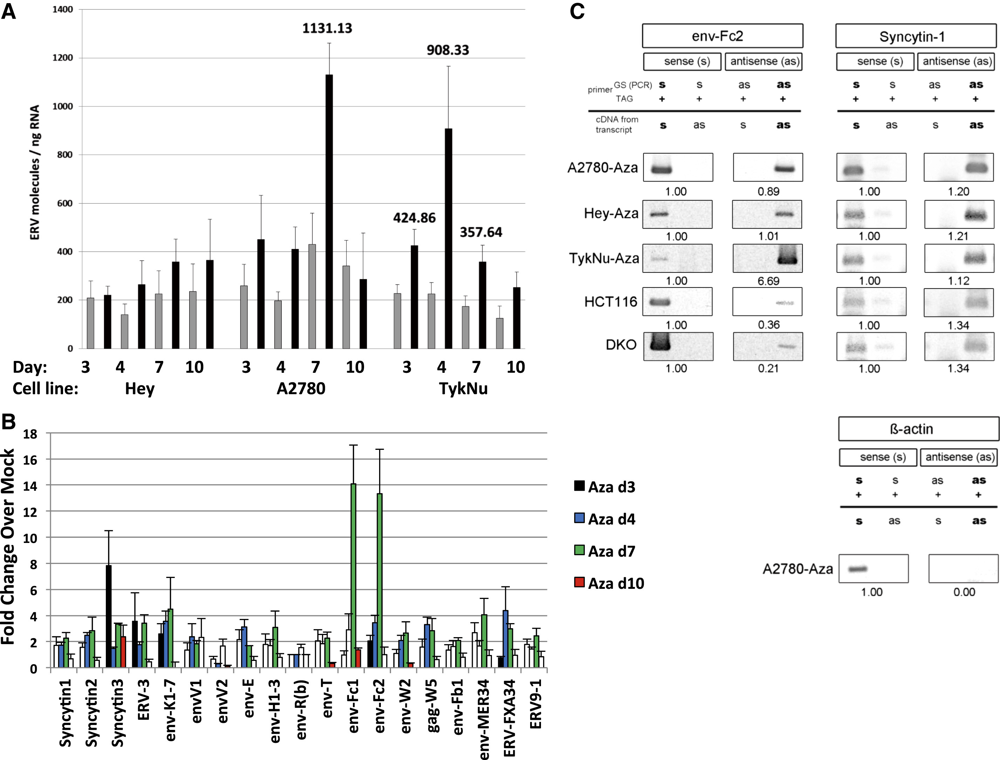 A
1400
1200
1000
800
600
400
200
0
ERV molecules / ng RNA
1131.13
908.33
424.86
357.64
Day: 3 4 7 10 3 4 7 10 3 4 7 10
Cell line: Hey A2780 TykNu
B
18
16
14
12
10
8
6
4
2
0
Fold Change Over Mock
Syncytin1
Syncytin2
Syncytin3
ERV-3
env-K1-7
envV1
envV2
env-E
env-H1-3
env-R(b)
env-T
env-Fc1
env-Fc2
env-W2
gag-W5
env-Fb1
env-MER34
ERV-FXA34
ERV9-1
Aza d3
Aza d4
Aza d7
Aza d10
C
env-Fc2 Syncytin-1
sense (s) antisense (as) sense (s) antisense (as)
primer GS (PCR) s s as as s s as as
TAG + + + + + + + +
cDNA from
transcript s as s as s as s as
A2780-Aza
1.00 0.89 1.00 1.20
Hey-Aza
1.00 1.01 1.00 1.21
TykNu-Aza
1.00 6.69 1.00 1.12
HCT116
1.00 0.36 1.00 1.34
DKO
1.00 0.21 1.00 1.34
ß-actin
sense (s) antisense (as)
s s as as
+ + + +
s as s as
A2780-Aza
1.00 0.00